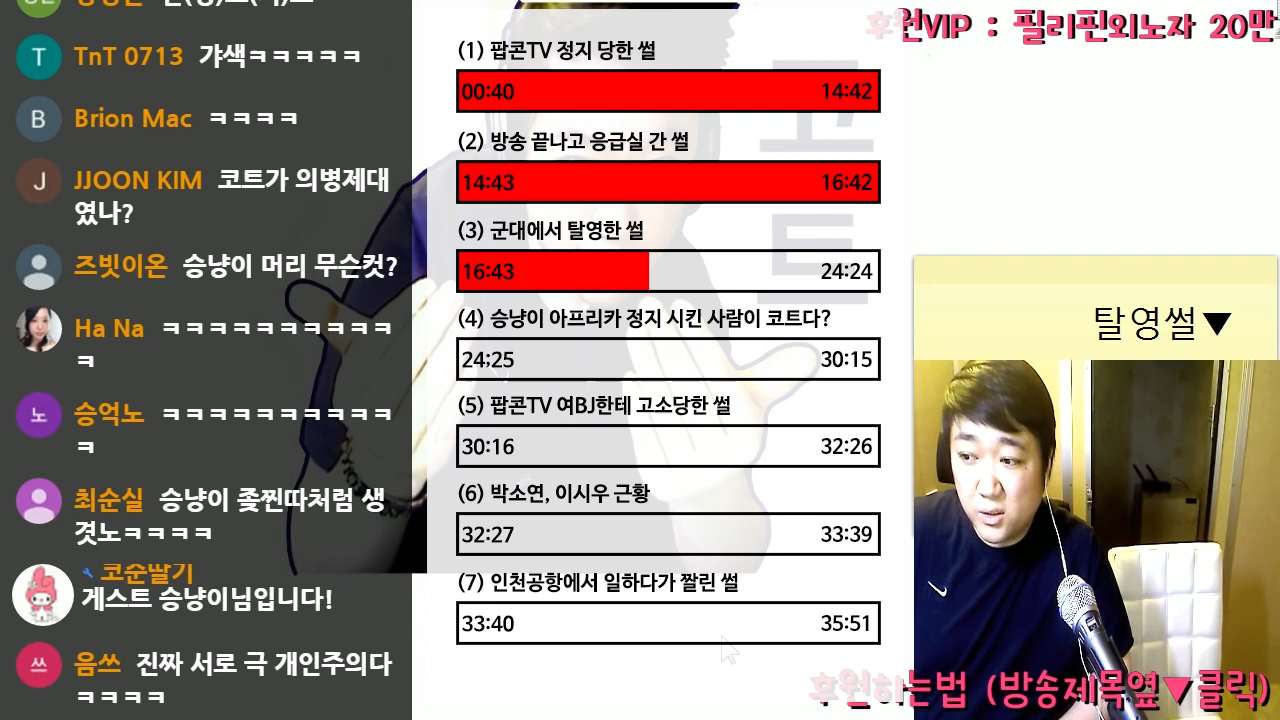 TnT 0713 갸색ㅋㅋㅋㅋㅋ
Brion Mac ㅋㅋㅋㅋ
JJOON KIM 코트가 의병제대
였나?
즈빗이온 승냥이 머리 무슨컷?
Ha Na ㅋㅋㅋㅋㅋㅋㅋㅋㅋㅋ
ㅋ
승억노 ㅋㅋㅋㅋㅋㅋㅋㅋㅋㅋ
ㅋ
최순실 승냥이 좆찐따처럼 생
겻노ㅋㅋㅋㅋ
코순딸기
게스트 승냥이님입니다!
음쓰 진짜 서로 극 개인주의다
ㅋㅋㅋㅋ
(1) 팝콘TV 정지 당한 썰
00:40 14:42
(2) 방송 끝나고 응급실 간 썰
14:43 16:42
(3) 군대에서 탈영한 썰
16:43 24:24
(4) 승냥이 아프리카 정지 시킨 사람이 코트다?
24:25 30:15
(5) 팝콘TV 여BJ한테 고소당한 썰
30:16 32:26
(6) 박소연, 이시우 근황
32:27 33:39
(7) 인천공항에서 일하다가 짤린 썰
33:40 35:51
코트
후원VIP : 필리핀외노자 20만
탈영썰▼
후원하는법 (방송제목옆▼클릭)
T
B
J
노
쓰